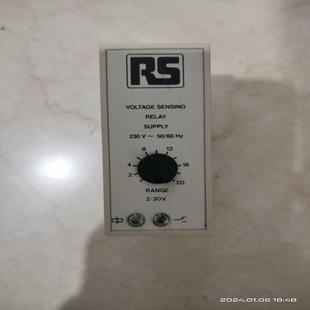 RS
VOLTAGE SENSING
RELAY
SUPPLY
230 V ~ 50/60 Hz
8 12
4 16
2 20
RANGE
2-20V
2024.01.06 18:48